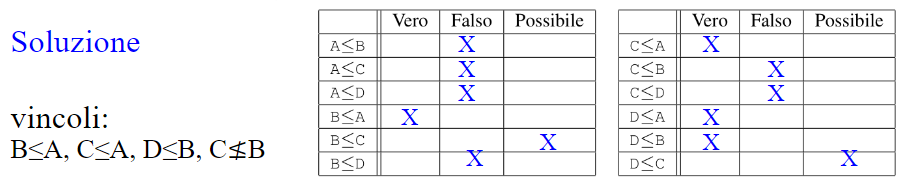 Soluzione
vincoli:
B≤A, C≤A, D≤B, C≰B
Vero Falso Possibile
A≤B X
A≤C X
A≤D X
B≤A X
B≤C X
B≤D X
Vero Falso Possibile
C≤A X
C≤B X
C≤D X
D≤A X
D≤B X
D≤C X